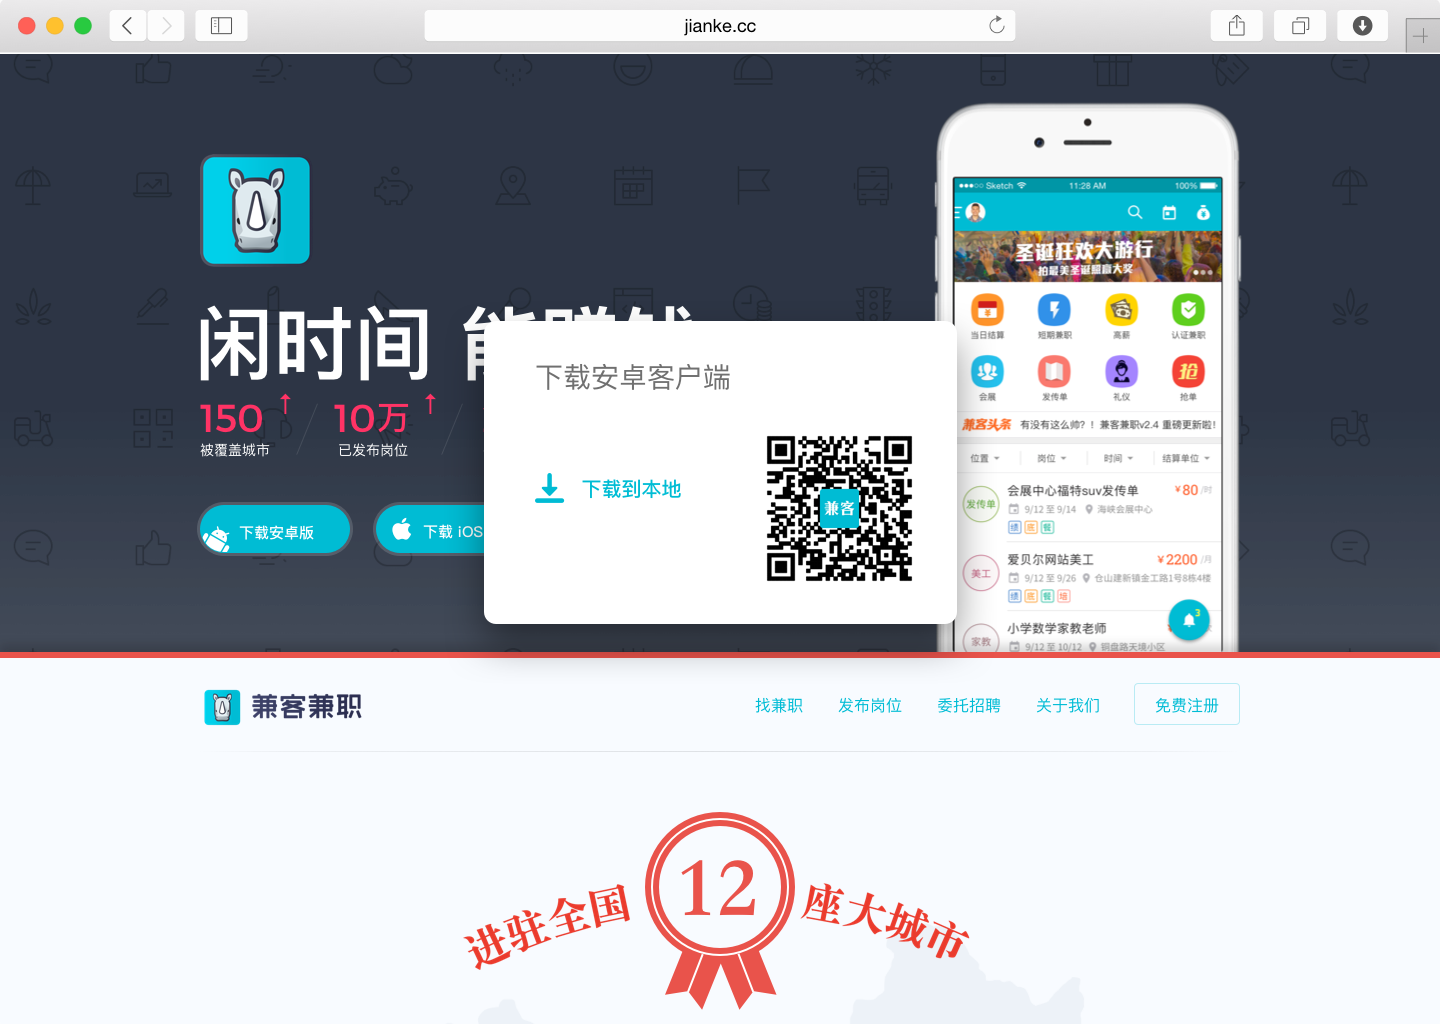 jianke.cc
闲时间
150
被覆盖城市
10万
已发布岗位
下载安卓版
下载 iOS
下载安卓客户端
下载到本地
兼客
Sketch
11:28 AM
100%
圣诞狂欢大游行
拍最美圣诞照赢大奖
当日结算
短期兼职
高薪
认证兼职
会展
发传单
礼仪
抢
抢单
兼客头条
有没有这么帅?！兼客兼职v2.4 重磅更新啦!
位置
岗位
时间
结算单位
发传单
会展中心福特suv发传单
¥80 /时
9/12 至 9/14
海峡会展中心
绩 底 餐
美工
爱贝尔网站美工
¥2200 /月
9/12 至 9/26
仓山建新镇金工路1号8栋4楼
绩 底 餐 培
家教
小学数学家教老师
9/12 至 10/12
铜盘路天境小区
3
兼客兼职
找兼职
发布岗位
委托招聘
关于我们
免费注册
进驻全国
12
座大城市